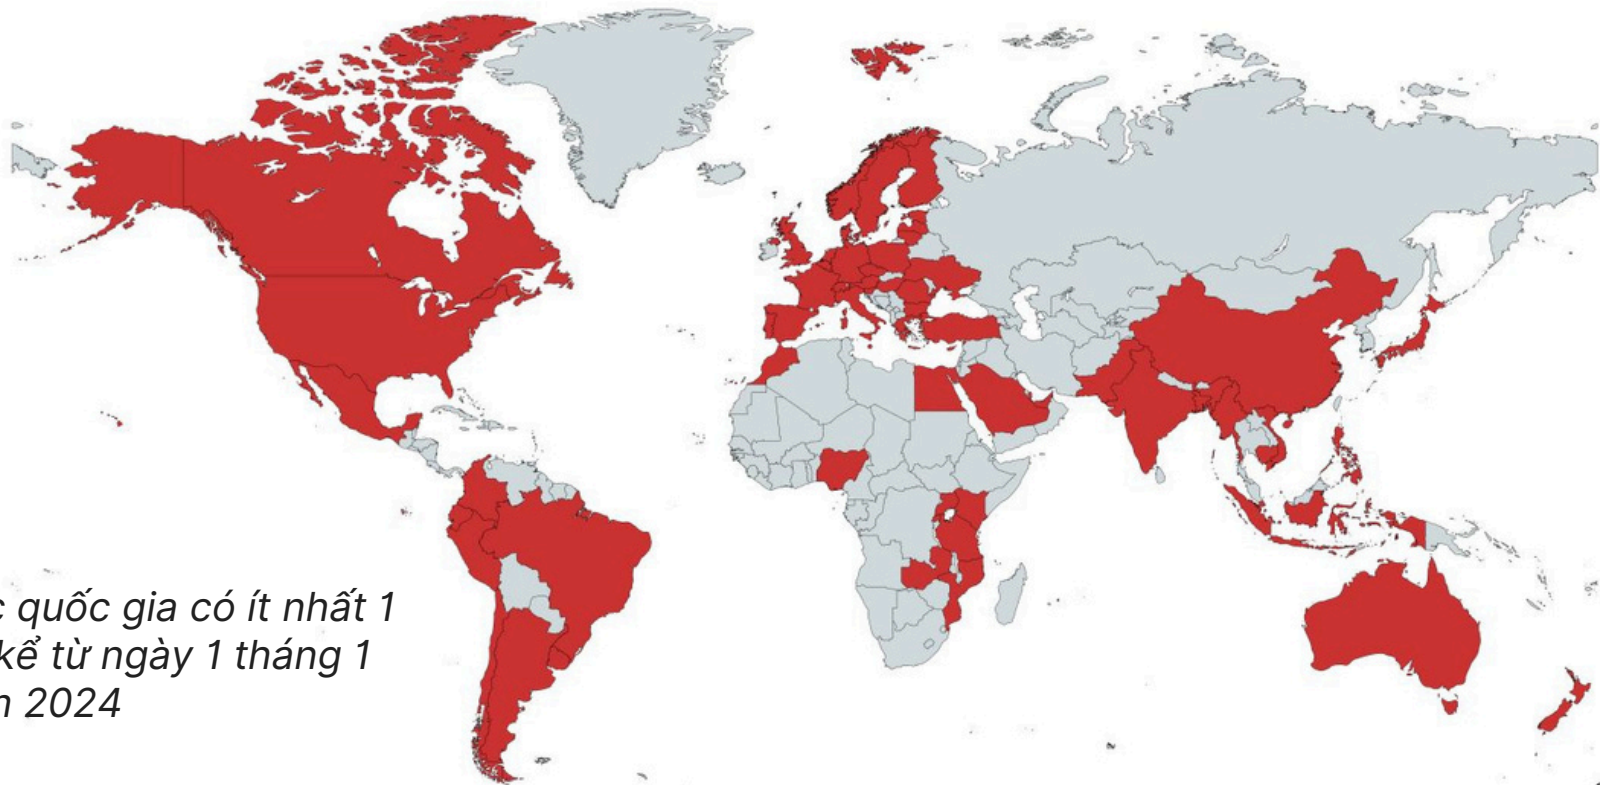 quốc gia có ít nhất 1
kể từ ngày 1 tháng 1
2024